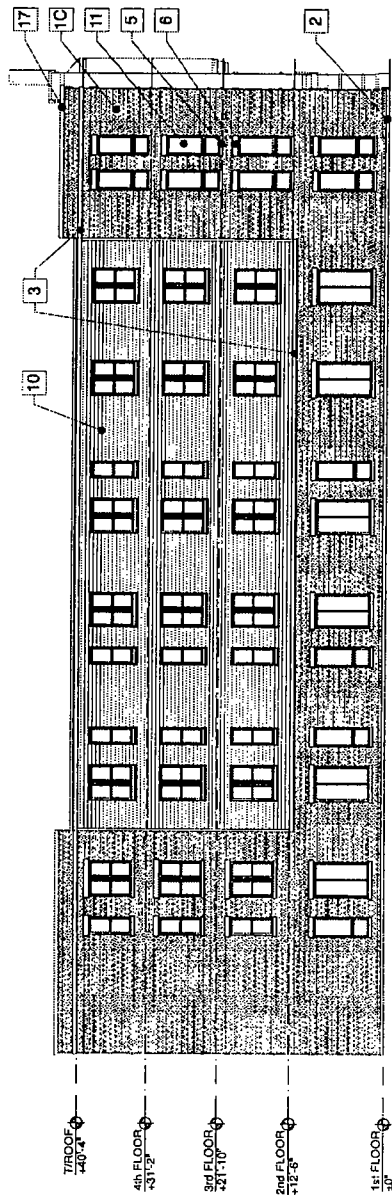 17
1C
11
5
6
2
3
10
T/ROOF
+40'-4"
4th FLOOR
+31'-2"
3rd FLOOR
+21'-10"
2nd FLOOR
+12'-6"
1st FLOOR